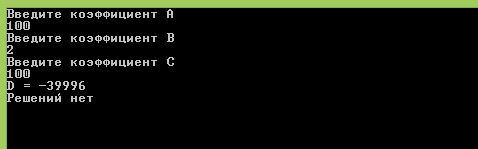 Введите коэффициент A
100
Введите коэффициент B
2
Введите коэффициент C
100
D = -39996
Решений нет